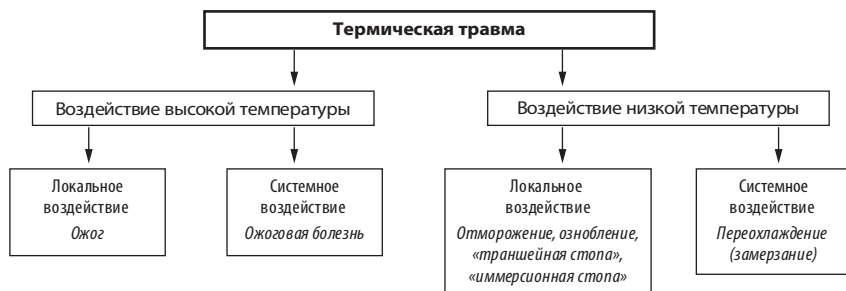 Термическая травма
Воздействие высокой температуры
Воздействие низкой температуры
Локальное
воздействие
Ожог
Системное
воздействие
Ожоговая болезнь
Локальное
воздействие
Отморожение, ознобление,
«траншейная стопа»,
«иммерсионная стопа»
Системное
воздействие
Переохлаждение
(замерзание)